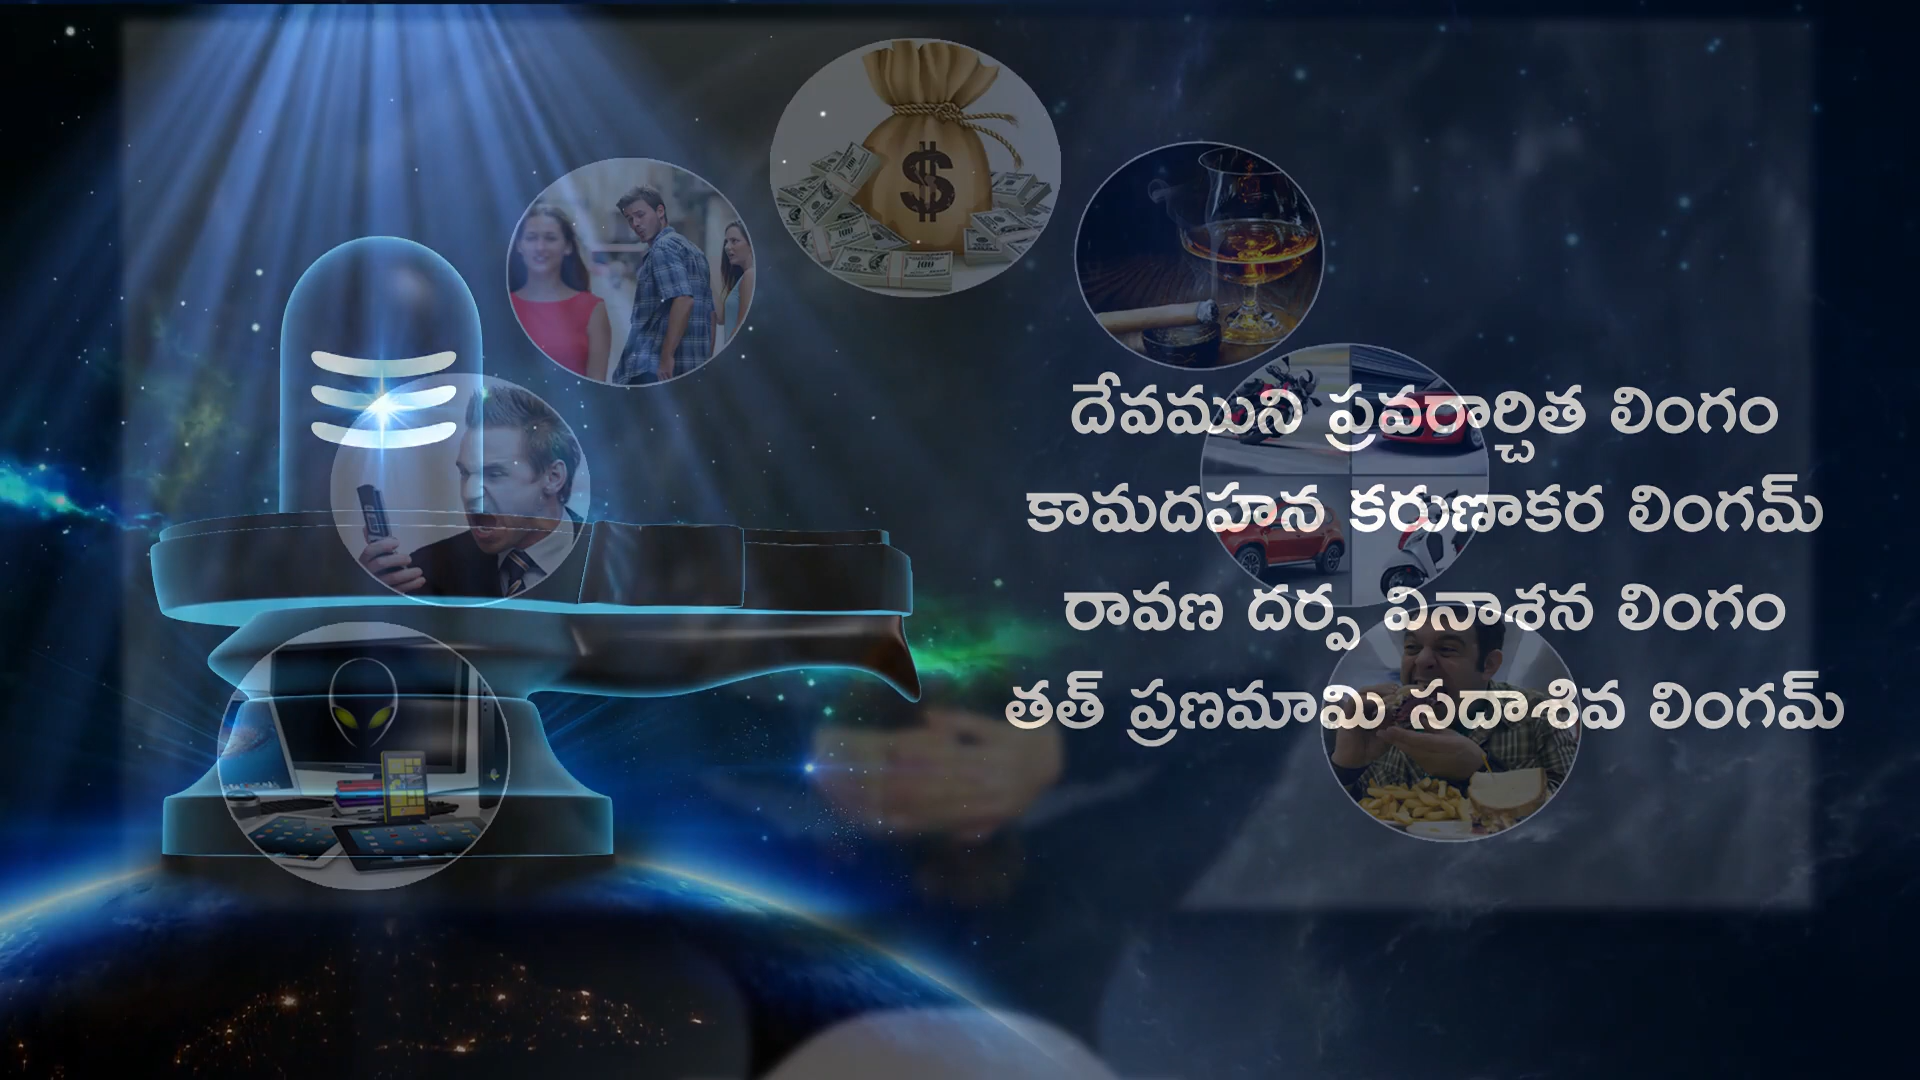 దేవముని ప్రవరార్చిత లింగం
కామదహన కరుణాకర లింగమ్
రావణ దర్ప వినాశన లింగం
తత్ ప్రణమామి సదాశివ లింగమ్